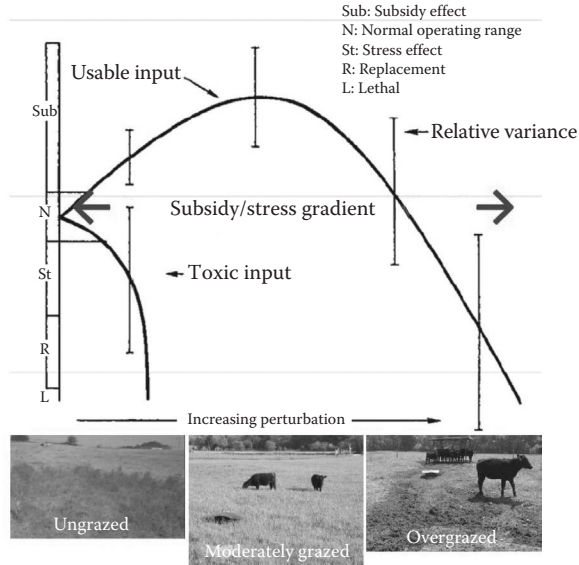 Sub: Subsidy effect
N: Normal operating range
St: Stress effect
R: Replacement
L: Lethal
Usable input
Sub
Relative variance
N
Subsidy/stress gradient
St
Toxic input
R
L
Increasing perturbation
Ungrazed
Moderately grazed
Overgrazed